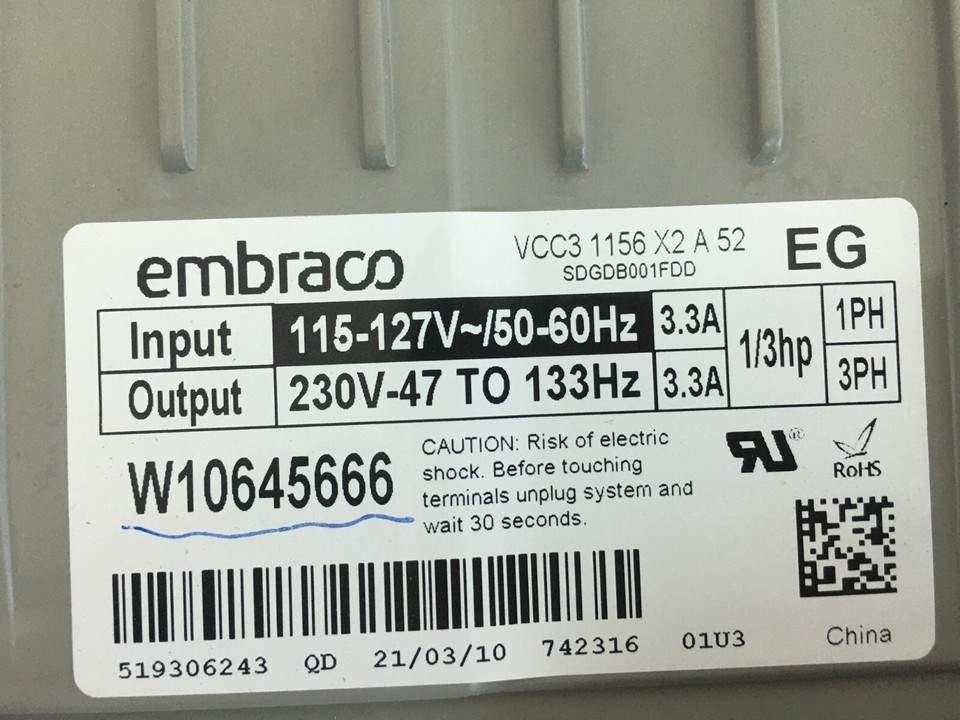 embraco
VCC3 1156 X2 A 52
SDGDB001FDD
EG
Input 115-127V~/50-60Hz 3.3A 1/3hp 1PH
Output 230V-47 TO 133Hz 3.3A 3PH
W10645666
CAUTION: Risk of electric
shock. Before touching
terminals unplug system and
wait 30 seconds.
RU®
RoHS
519306243 QD 21/03/10 742316 01U3 China